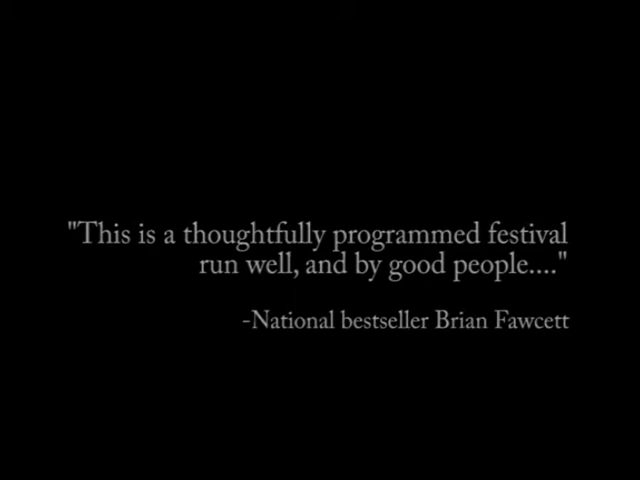 "This is a thoughtfully programmed festival
run well, and by good people...."
-National bestseller Brian Fawcett